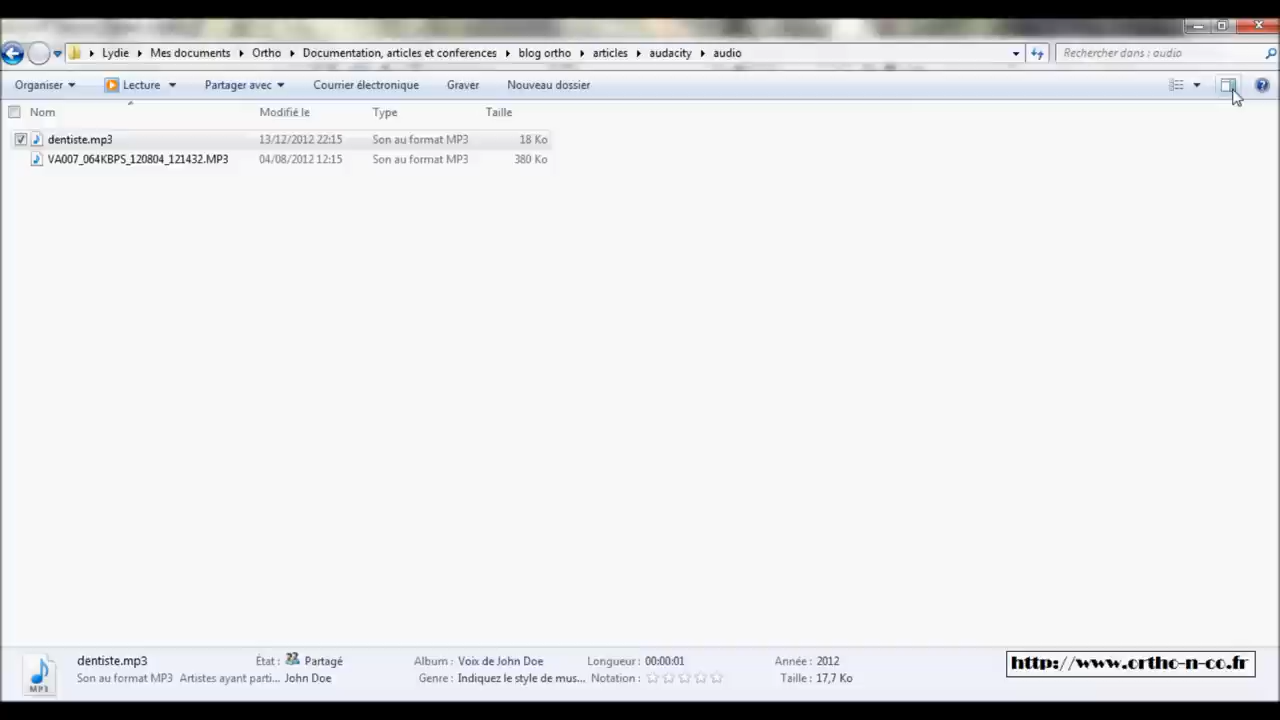 Lydie Mes documents Ortho Documentation, articles et conferences blog ortho articles audacity audio Rechercher dans : audio
Organiser Lecture Partager avec Courrier électronique Graver Nouveau dossier
Nom Modifié le Type Taille
dentiste.mp3 13/12/2012 22:15 Son au format MP3 18 Ko
VA007_064KBPS_120804_121432.MP3 04/08/2012 12:15 Son au format MP3 380 Ko
dentiste.mp3 État : Partagé Album : Voix de John Doe Longueur : 00:00:01 Année : 2012
Son au format MP3 Artistes ayant parti... John Doe Genre : Indiquez le style de mus... Notation : Taille : 17,7 Ko
MP3
http://www.ortho-n-co.fr